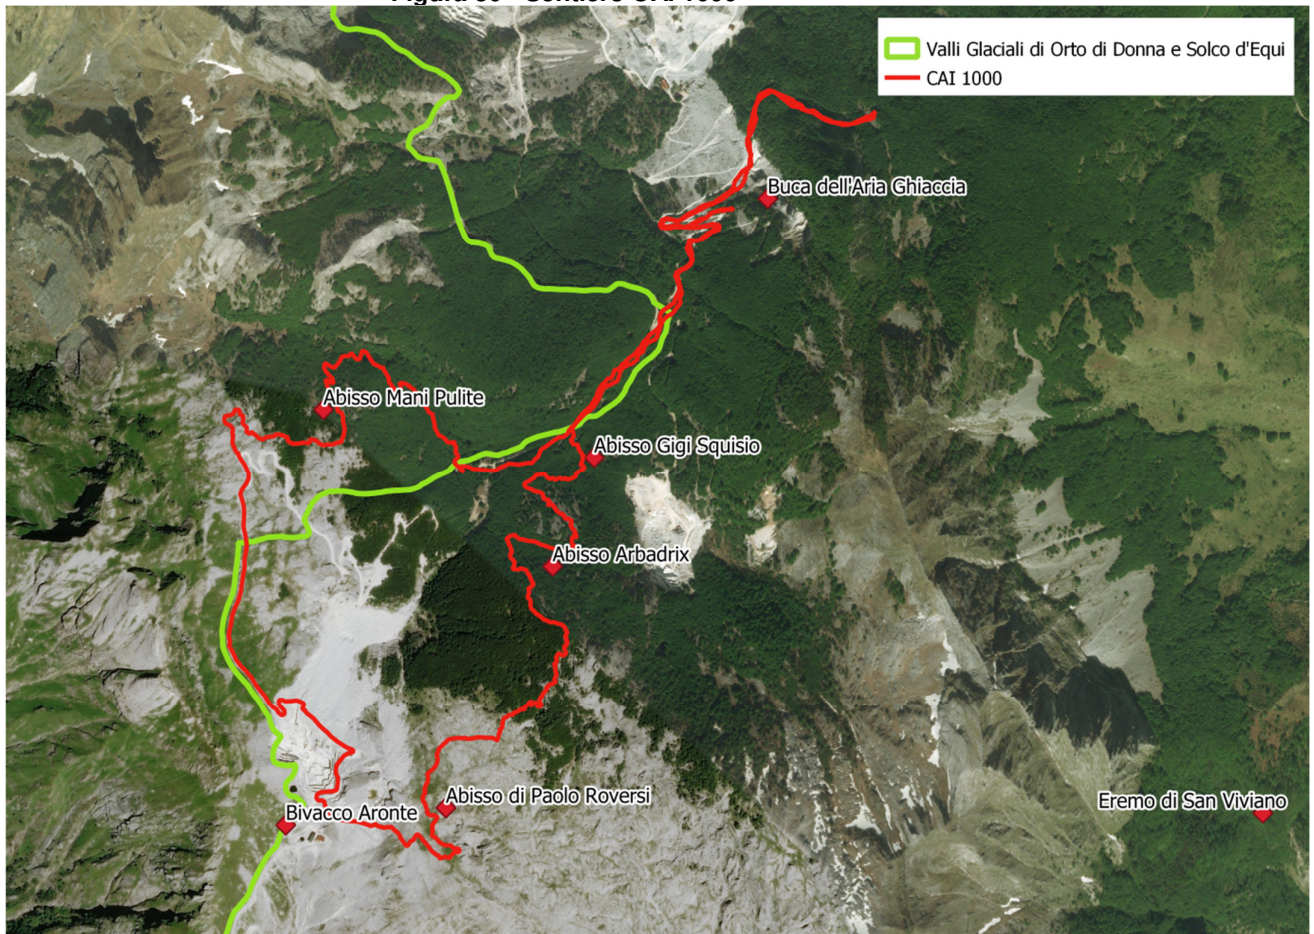 Valli Glaciali di Orto di Donna e Solco d'Equi
CAI 1000
Buca dell'Aria Ghiaccia
Abisso Mani Pulite
Abisso Gigi Squisio
Abisso Arbadrix
Abisso di Paolo Roversi
Eremo di San Viviano
Bivacco Aronte